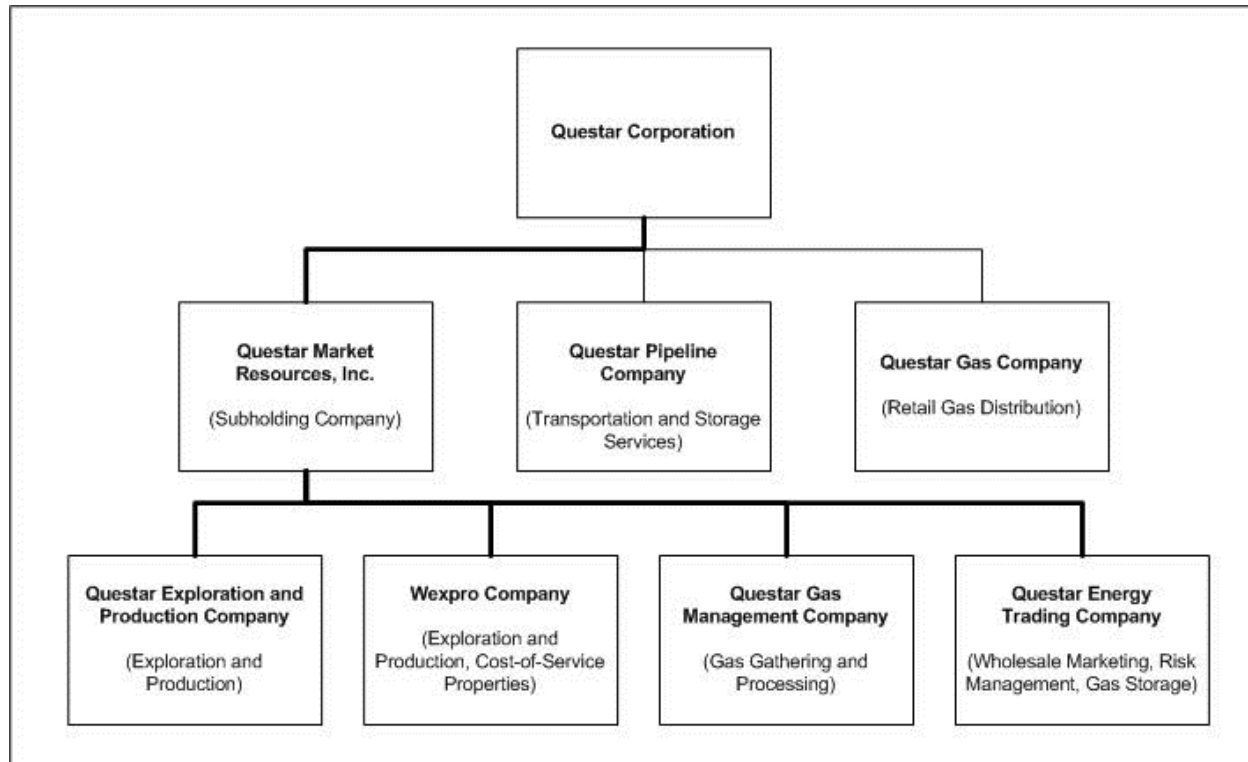 Questar Corporation
Questar Market
Resources, Inc.
(Subholding Company)
Questar Pipeline
Company
(Transportation and Storage
Services)
Questar Gas Company
(Retail Gas Distribution)
Questar Exploration and
Production Company
(Exploration and
Production)
Wexpro Company
(Exploration and
Production, Cost-of-Service
Properties)
Questar Gas
Management Company
(Gas Gathering and
Processing)
Questar Energy
Trading Company
(Wholesale Marketing, Risk
Management, Gas Storage)